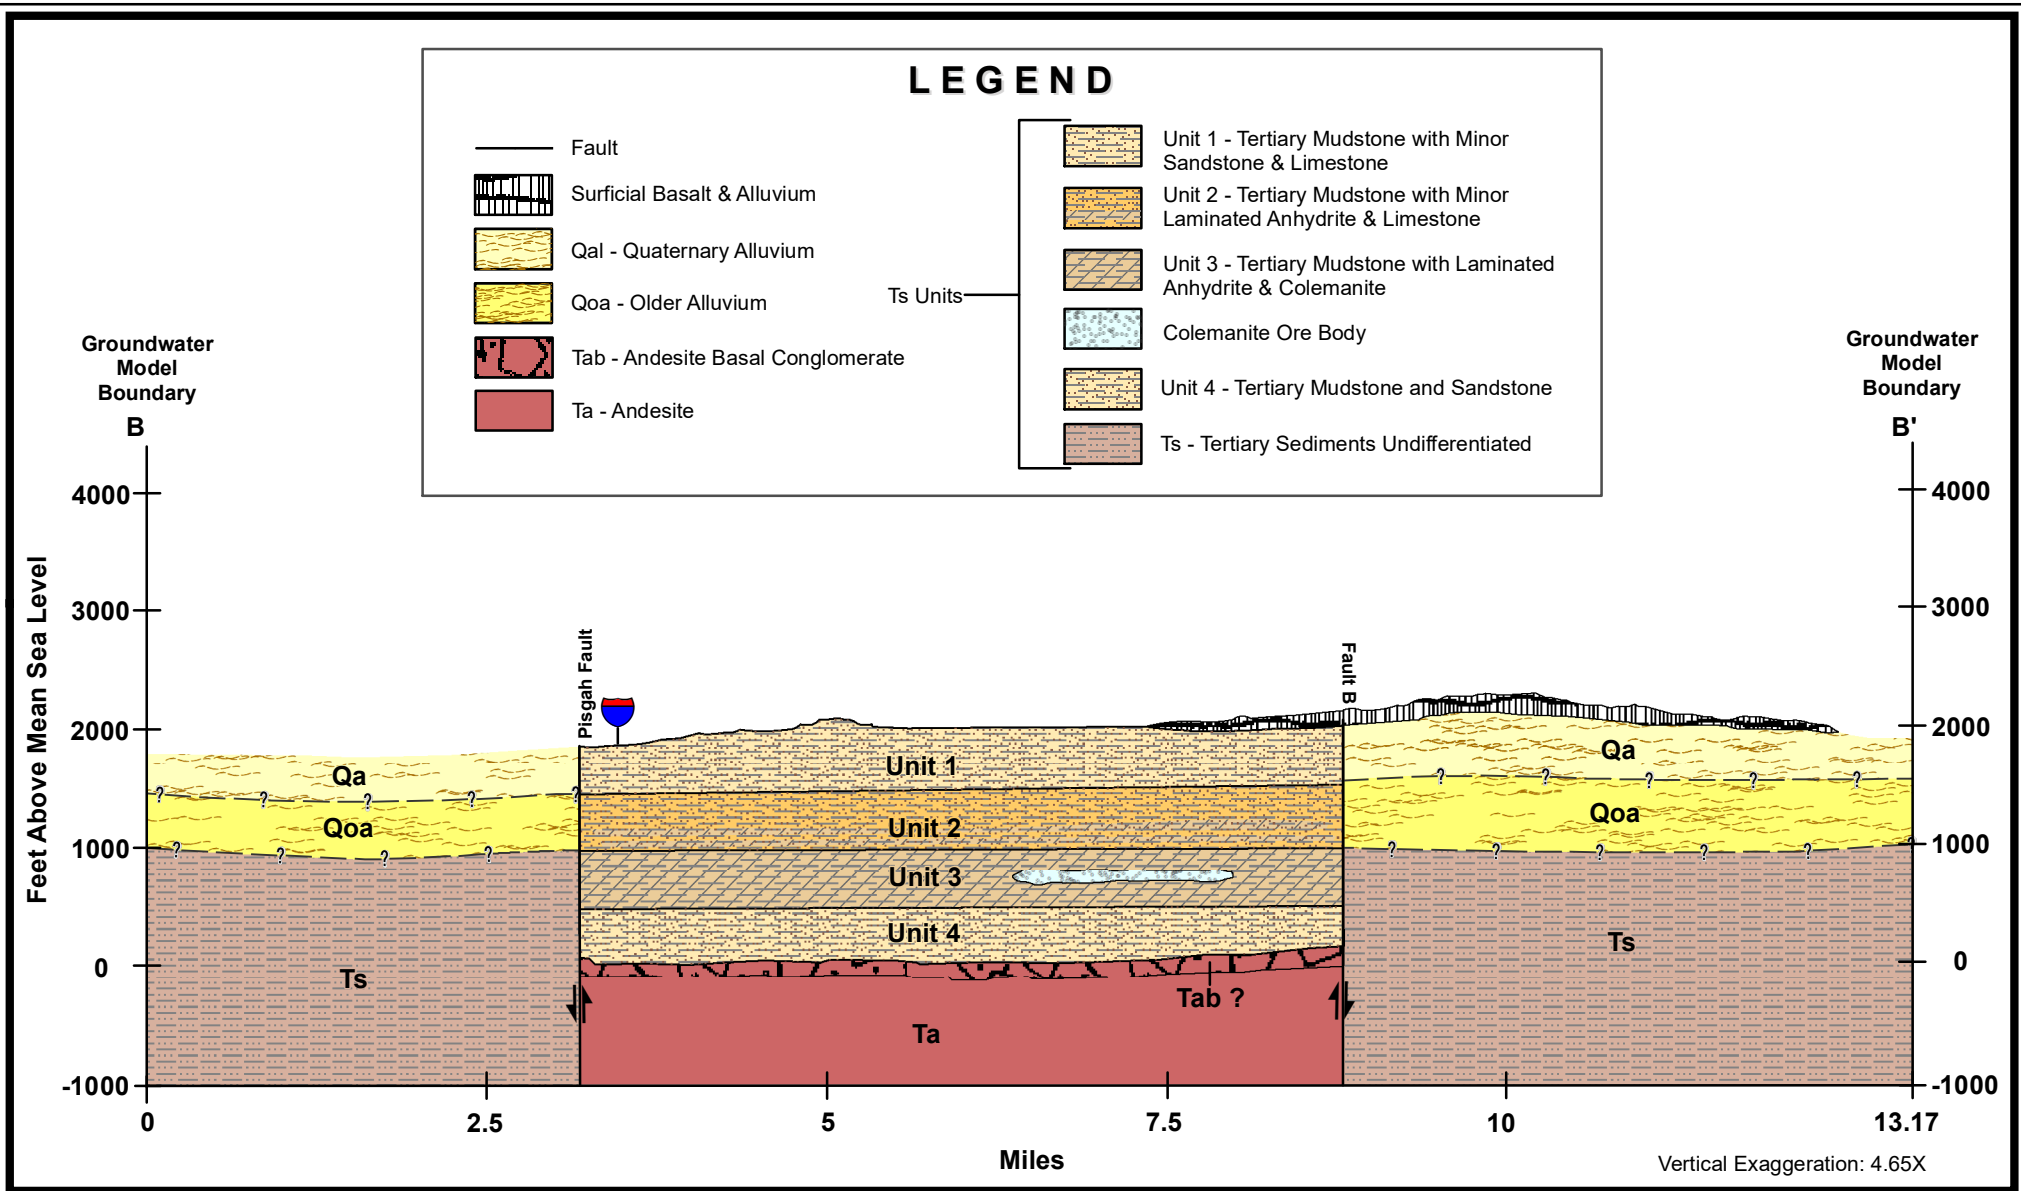 LEGEND
Fault
Surficial Basalt & Alluvium
Qal - Quaternary Alluvium
Qoa - Older Alluvium
Tab - Andesite Basal Conglomerate
Ta - Andesite
Ts Units
Unit 1 - Tertiary Mudstone with Minor
Sandstone & Limestone
Unit 2 - Tertiary Mudstone with Minor
Laminated Anhydrite & Limestone
Unit 3 - Tertiary Mudstone with Laminated
Anhydrite & Colemanite
Colemanite Ore Body
Unit 4 - Tertiary Mudstone and Sandstone
Ts - Tertiary Sediments Undifferentiated
Groundwater
Model
Boundary
B
Groundwater
Model
Boundary
B'
Feet Above Mean Sea Level
4000
3000
2000
1000
0
-1000
4000
3000
2000
1000
0
-1000
Pisgah Fault
Fault B
Qa
? ? ? ? ?
Qoa
? ? ? ?
Ts
Unit 1
Unit 2
Unit 3
Unit 4
Tab ?
Ta
Qa
? ? ? ? ?
Qoa
? ? ? ? ? ?
Ts
0
2.5
5
7.5
10
13.17
Miles
Vertical Exaggeration: 4.65X